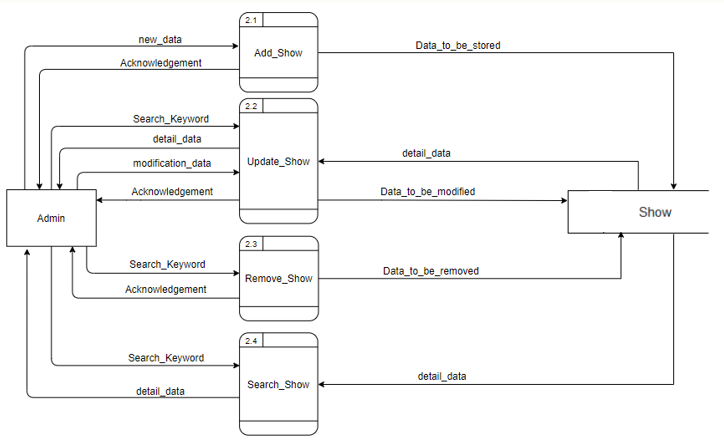 2.1
new_data
Add_Show
Data_to_be_stored
Acknowledgement
2.2
Search_Keyword
detail_data
modification_data
Update_Show
detail_data
Acknowledgement
Data_to_be_modified
Admin
Show
2.3
Search_Keyword
Remove_Show
Data_to_be_removed
Acknowledgement
2.4
Search_Keyword
detail_data
Search_Show
detail_data